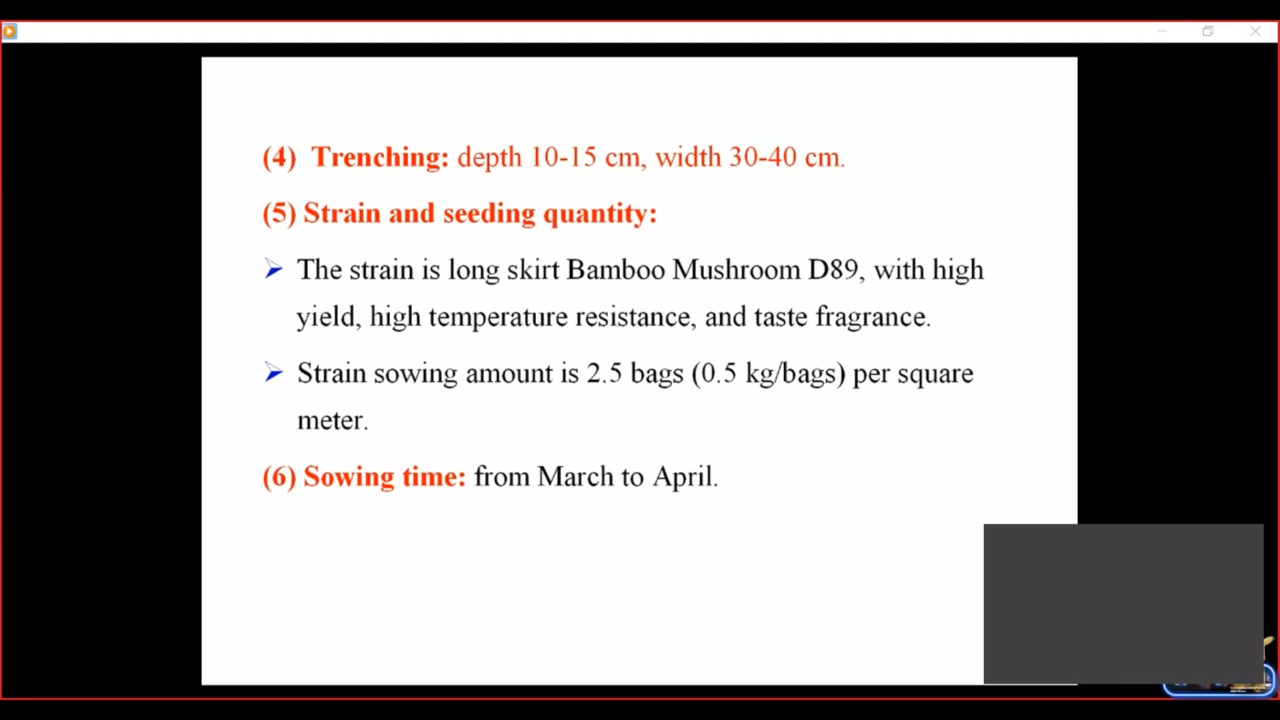 (4) Trenching: depth 10-15 cm, width 30-40 cm.
(5) Strain and seeding quantity:
The strain is long skirt Bamboo Mushroom D89, with high
yield, high temperature resistance, and taste fragrance.
Strain sowing amount is 2.5 bags (0.5 kg/bags) per square
meter.
(6) Sowing time: from March to April.